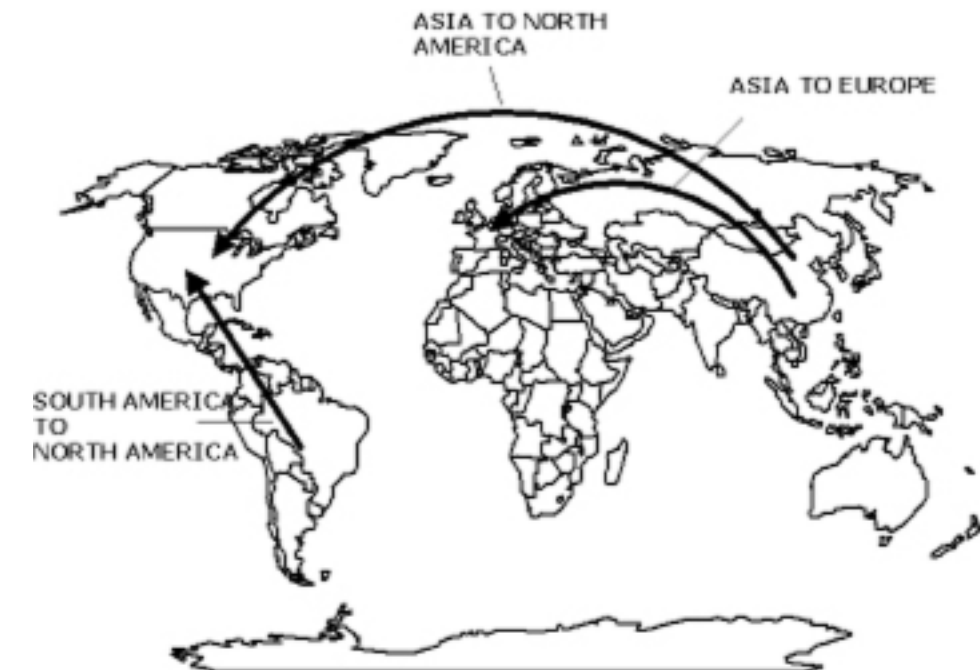 ASIA TO NORTH
AMERICA
ASIA TO EUROPE
SOUTH AMERICA
TO
NORTH AMERICA